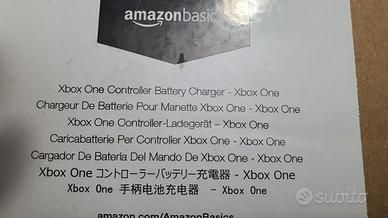 amazonbasics
Xbox One Controller Battery Charger - Xbox One
Chargeur De Batterie Pour Manette Xbox One - Xbox One
Xbox One Controller-Ladegerät – Xbox One
Caricabatterie Per Controller Xbox One - Xbox One
Cargador De Batería Del Mando De Xbox One - Xbox One
Xbox One コントローラーバッテリー充電器 - Xbox One
Xbox One 手柄电池充电器 - Xbox One
amazon.com/AmazonBasics
subito